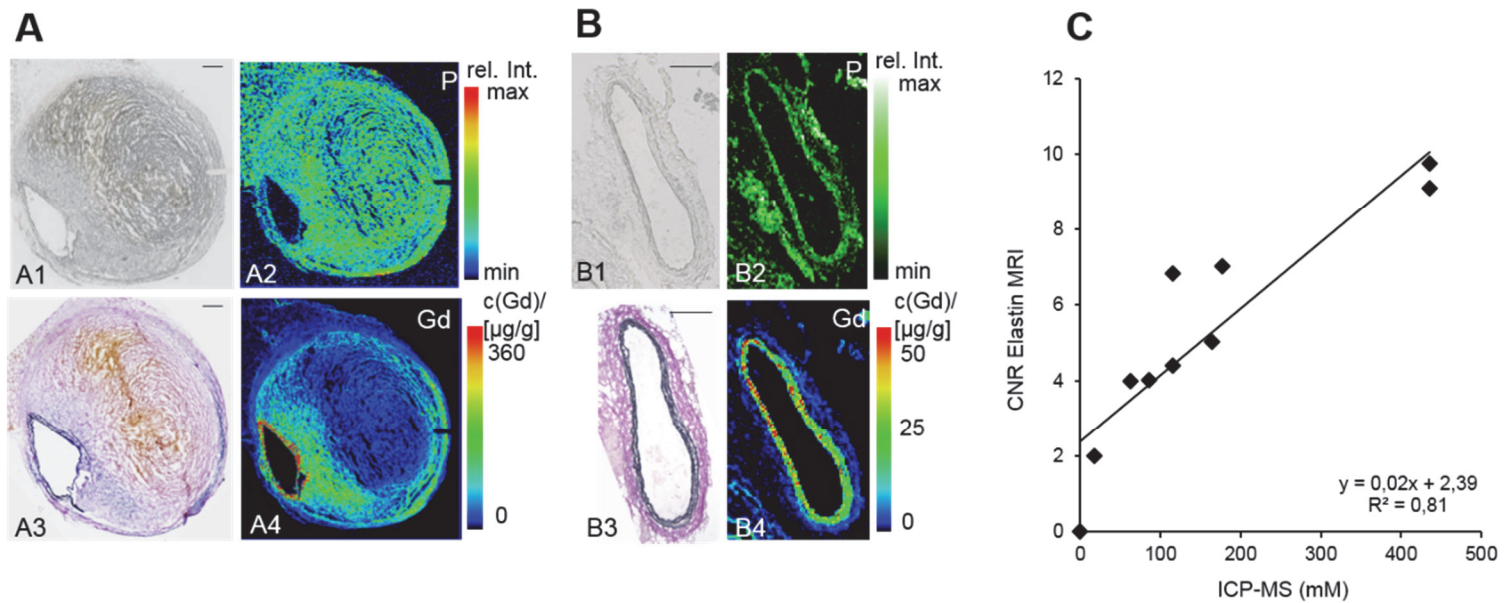 A
B
C
A1
P
rel. Int.
max
min
A2
A3
Gd
c(Gd)/
[µg/g]
360
0
A4
B1
P
rel. Int.
max
min
B2
B3
Gd
c(Gd)/
[µg/g]
50
25
0
B4
CNR Elastin MRI
12
10
8
6
4
2
0
y = 0,02x + 2,39
R² = 0,81
0 100 200 300 400 500
ICP-MS (mM)